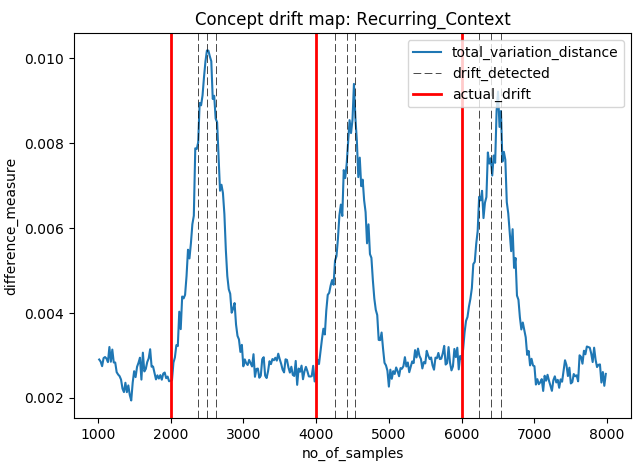 Concept drift map: Recurring_Context
total_variation_distance
drift_detected
actual_drift
difference_measure
0.010
0.008
0.006
0.004
0.002
1000 2000 3000 4000 5000 6000 7000 8000
no_of_samples